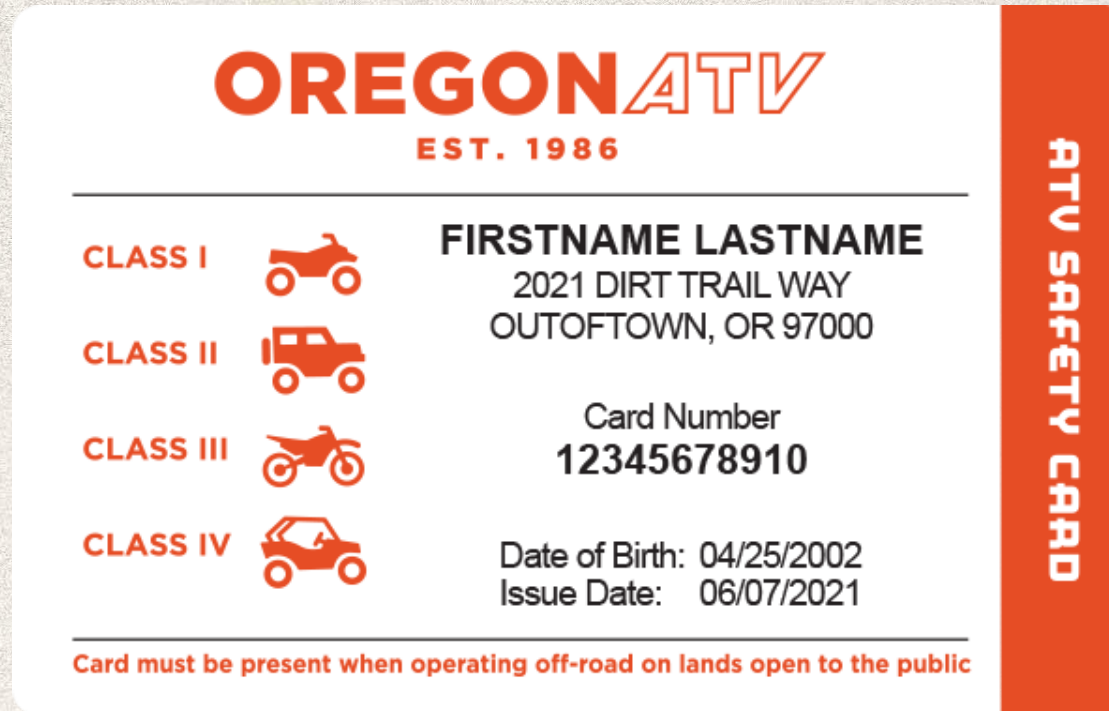 OREGONATV
EST. 1986
CLASS I
CLASS II
CLASS III
CLASS IV
FIRSTNAME LASTNAME
2021 DIRT TRAIL WAY
OUTOFTOWN, OR 97000
Card Number
12345678910
Date of Birth: 04/25/2002
Issue Date: 06/07/2021
Card must be present when operating off-road on lands open to the public
ATV SAFETY CARD